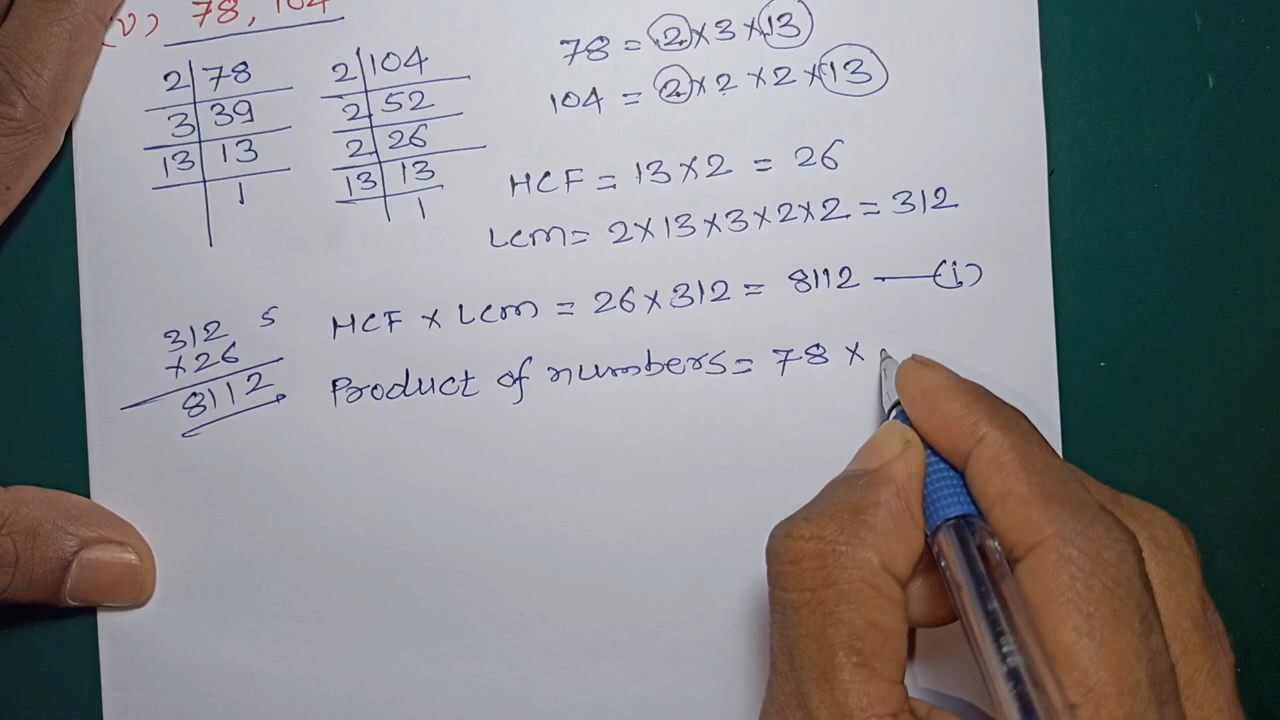 (v) 78, 104
2 | 78
3 | 39
13 | 13
1
2 | 104
2 | 52
2 | 26
13 | 13
1
78 = 2 × 3 × 13
104 = 2 × 2 × 2 × 13
HCF = 13 × 2 = 26
LCM = 2 × 13 × 3 × 2 × 2 = 312
HCF × LCM = 26 × 312 = 8112 — (i)
312
× 26
8112
5
Product of numbers = 78 ×